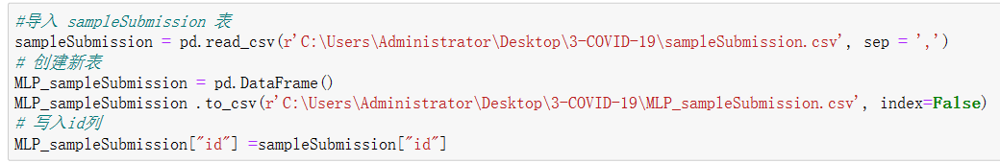 #导入 sampleSubmission 表
sampleSubmission = pd.read_csv(r'C:\Users\Administrator\Desktop\3-COVID-19\sampleSubmission.csv', sep = ',')
# 创建新表
MLP_sampleSubmission = pd.DataFrame()
MLP_sampleSubmission .to_csv(r'C:\Users\Administrator\Desktop\3-COVID-19\MLP_sampleSubmission.csv', index=False)
# 写入id列
MLP_sampleSubmission["id"] =sampleSubmission["id"]